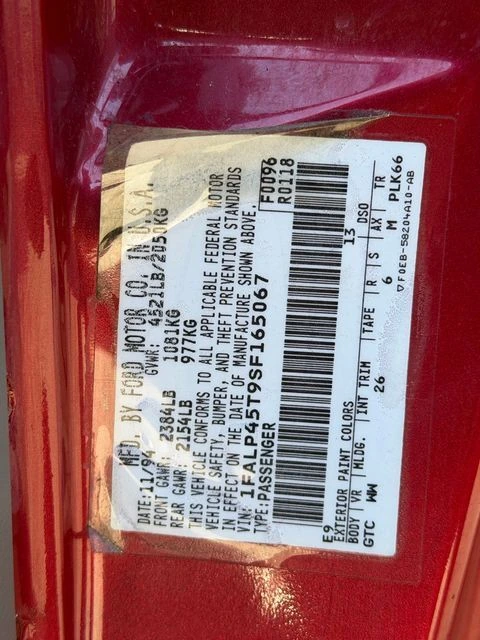 MFD. BY FORD MOTOR CO. IN U.S.A.
DATE: 11/94 GVWR: 4521LB/2050KG
FRONT GAWR: 2384LB 1081KG
REAR GAWR: 2154LB 977KG
THIS VEHICLE CONFORMS TO ALL APPLICABLE FEDERAL MOTOR
VEHICLE SAFETY, BUMPER, AND THEFT PREVENTION STANDARDS
IN EFFECT ON THE DATE OF MANUFACTURE SHOWN ABOVE.
VIN: 1FALP45T9SF165067 F0096
TYPE: PASSENGER R0118
E9 13 DSO
EXTERIOR PAINT COLORS
BODY VR MLDG. INT TRIM TAPE R S AX TR
GTC WW 26 6 M PLK66
▽ F0EB-58204A10-AB